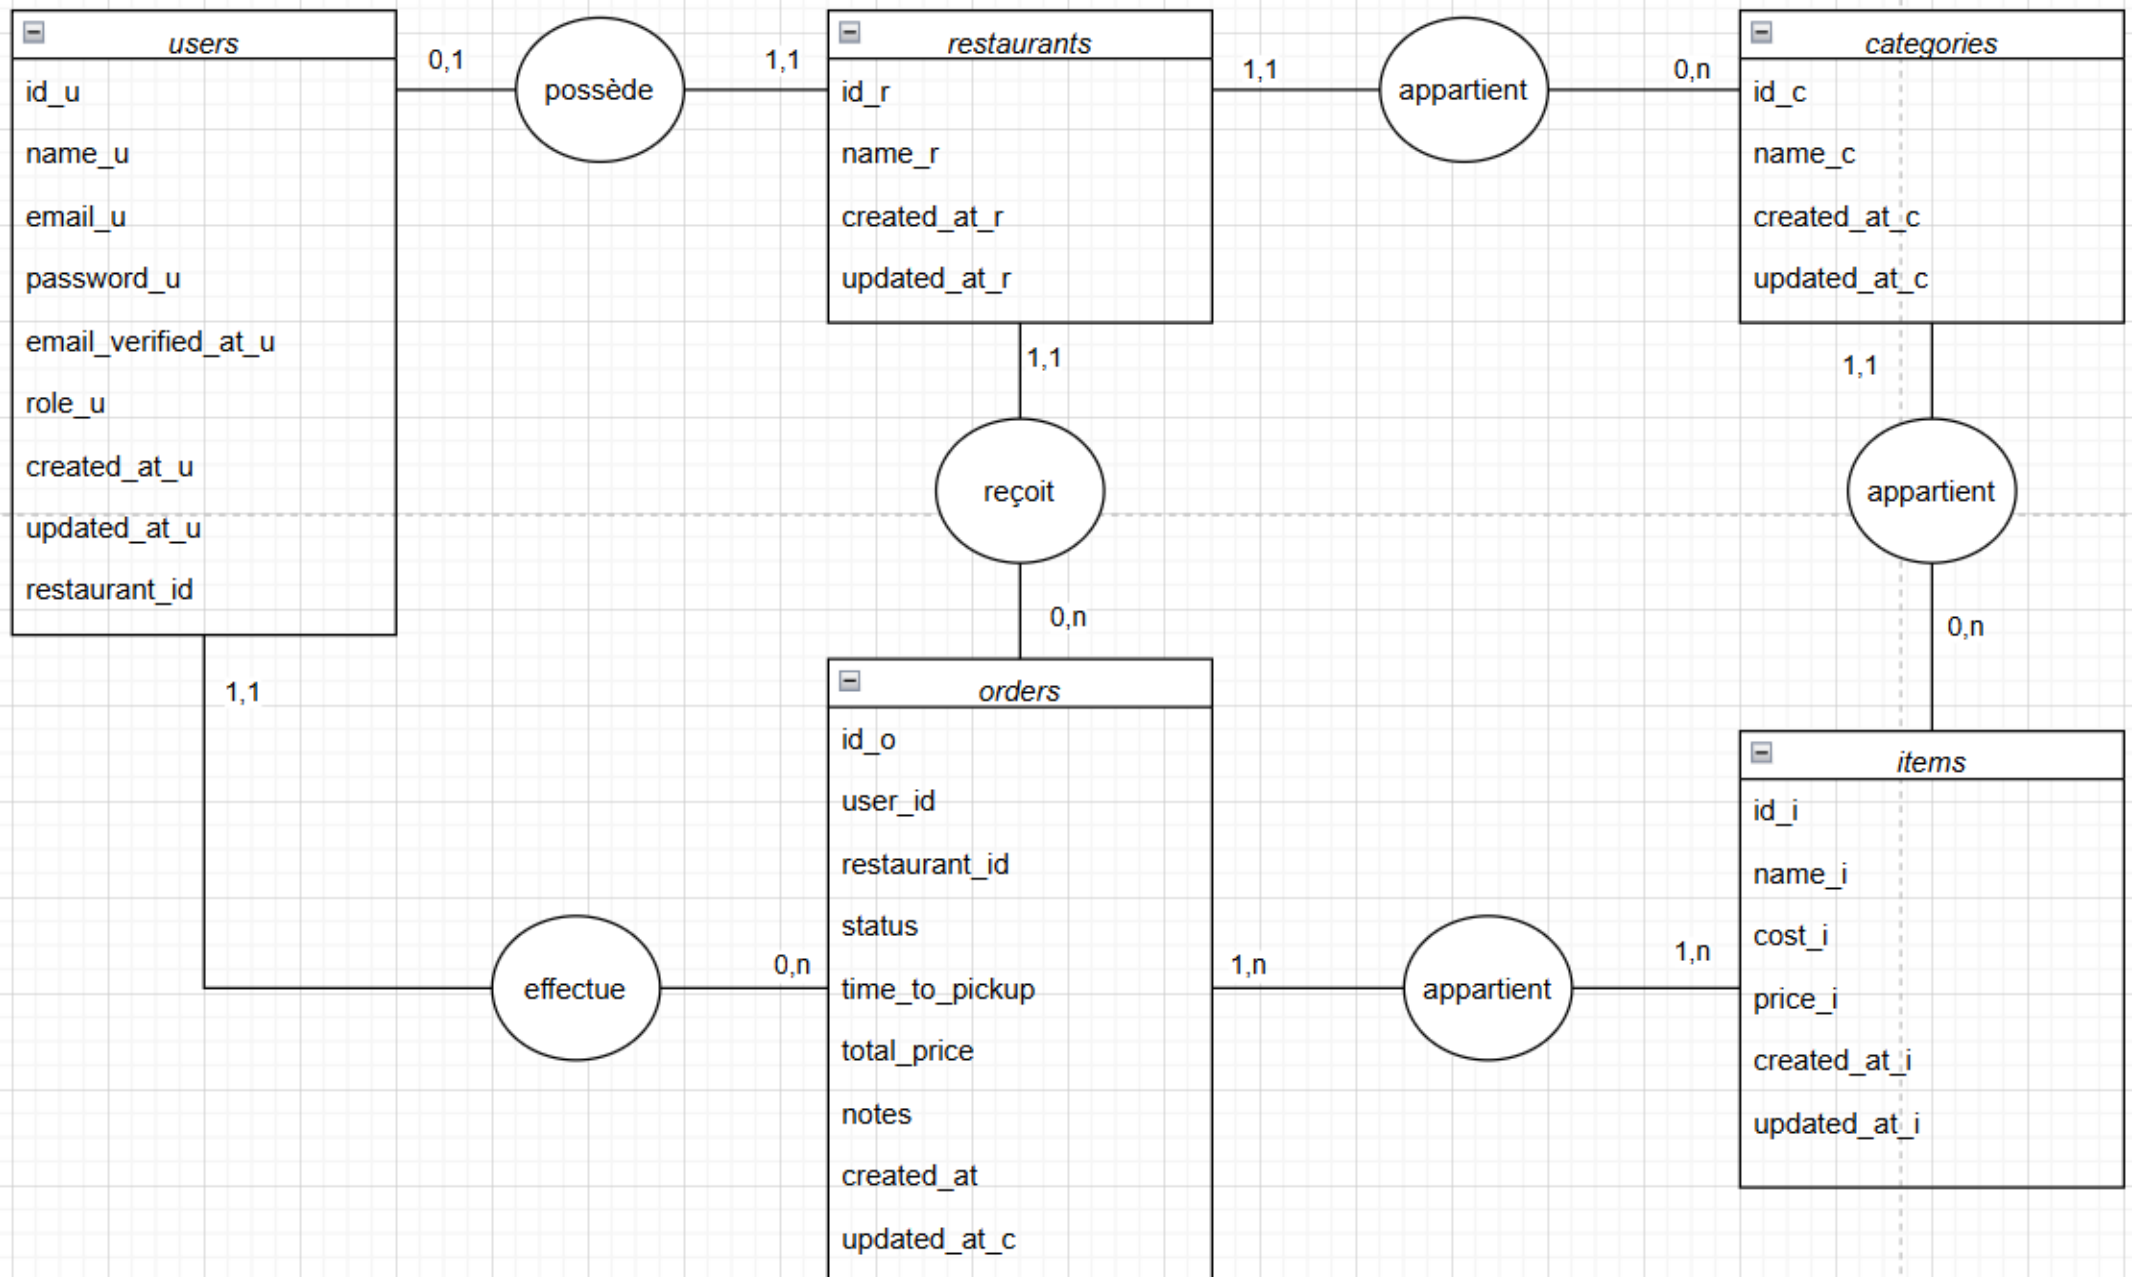 users
id_u
name_u
email_u
password_u
email_verified_at_u
role_u
created_at_u
updated_at_u
restaurant_id
0,1
possède
1,1
restaurants
id_r
name_r
created_at_r
updated_at_r
1,1
appartient
0,n
categories
id_c
name_c
created_at_c
updated_at_c
1,1
reçoit
0,n
1,1
appartient
0,n
1,1
effectue
0,n
orders
id_o
user_id
restaurant_id
status
time_to_pickup
total_price
notes
created_at
updated_at_c
1,n
appartient
1,n
items
id_i
name_i
cost_i
price_i
created_at_i
updated_at_i